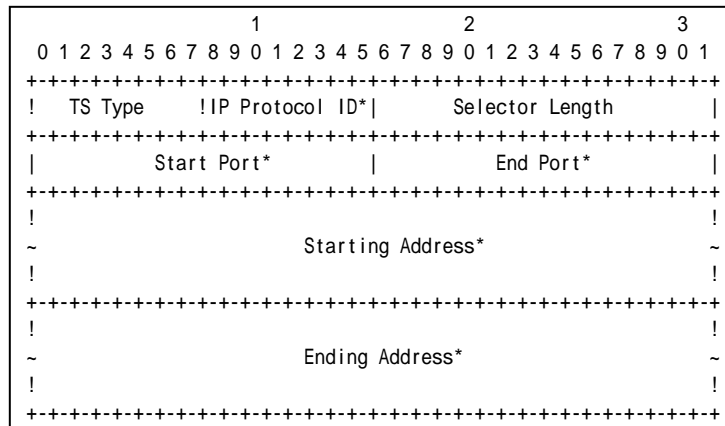 1                   2                   3
 0 1 2 3 4 5 6 7 8 9 0 1 2 3 4 5 6 7 8 9 0 1 2 3 4 5 6 7 8 9 0 1
+-+-+-+-+-+-+-+-+-+-+-+-+-+-+-+-+-+-+-+-+-+-+-+-+-+-+-+-+-+-+-+-+
!   TS Type     !IP Protocol ID*|       Selector Length         |
+-+-+-+-+-+-+-+-+-+-+-+-+-+-+-+-+-+-+-+-+-+-+-+-+-+-+-+-+-+-+-+-+
|           Start Port*         |           End Port*           |
+-+-+-+-+-+-+-+-+-+-+-+-+-+-+-+-+-+-+-+-+-+-+-+-+-+-+-+-+-+-+-+-+
!                                                               !
~                         Starting Address*                     ~
!                                                               !
+-+-+-+-+-+-+-+-+-+-+-+-+-+-+-+-+-+-+-+-+-+-+-+-+-+-+-+-+-+-+-+-+
!                                                               !
~                         Ending Address*                       ~
!                                                               !
+-+-+-+-+-+-+-+-+-+-+-+-+-+-+-+-+-+-+-+-+-+-+-+-+-+-+-+-+-+-+-+-+